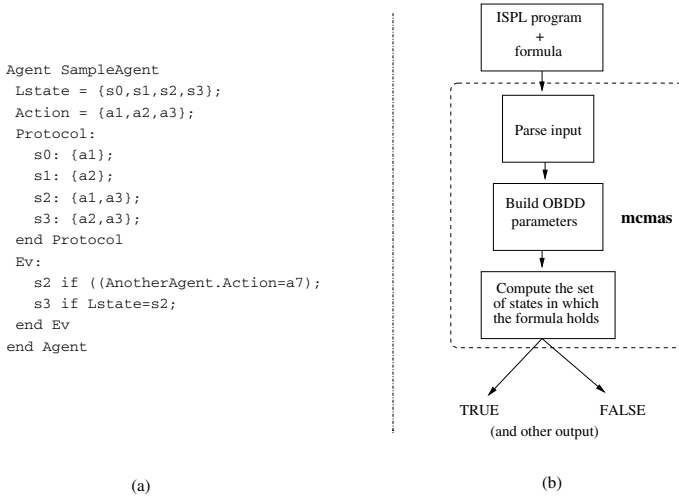 Agent SampleAgent
Lstate = {s0,s1,s2,s3};
Action = {a1,a2,a3};
Protocol:
s0: {a1};
s1: {a2};
s2: {a1,a3};
s3: {a2,a3};
end Protocol
Ev:
s2 if ((AnotherAgent.Action=a7);
s3 if Lstate=s2;
end Ev
end Agent
(a)
ISPL program
+
formula
Parse input
Build OBDD
parameters
mcmas
Compute the set
of states in which
the formula holds
TRUE
FALSE
(and other output)
(b)